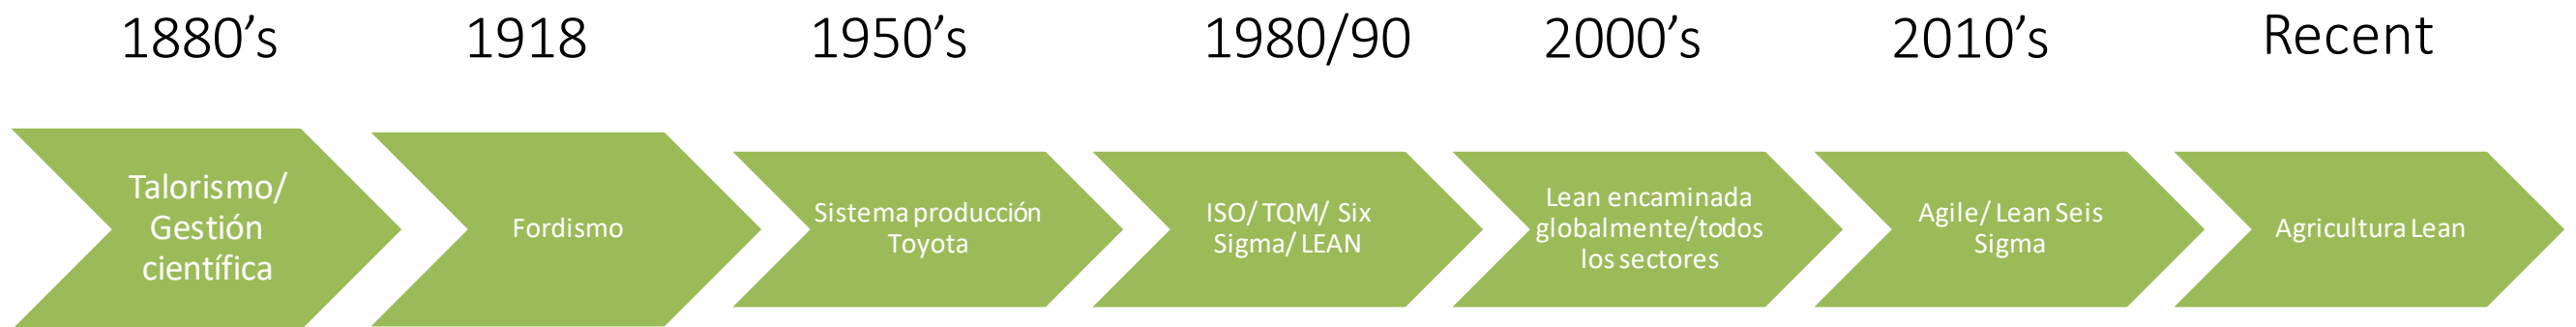 1880’s
1918
1950’s
1980/90
2000’s
2010’s
Recent
Talorismo/
Gestión
científica
Fordismo
Sistema producción
Toyota
ISO/ TQM/ Six
Sigma/ LEAN
Lean encaminada
globalmente/todos
los sectores
Agile/ Lean Seis
Sigma
Agricultura Lean